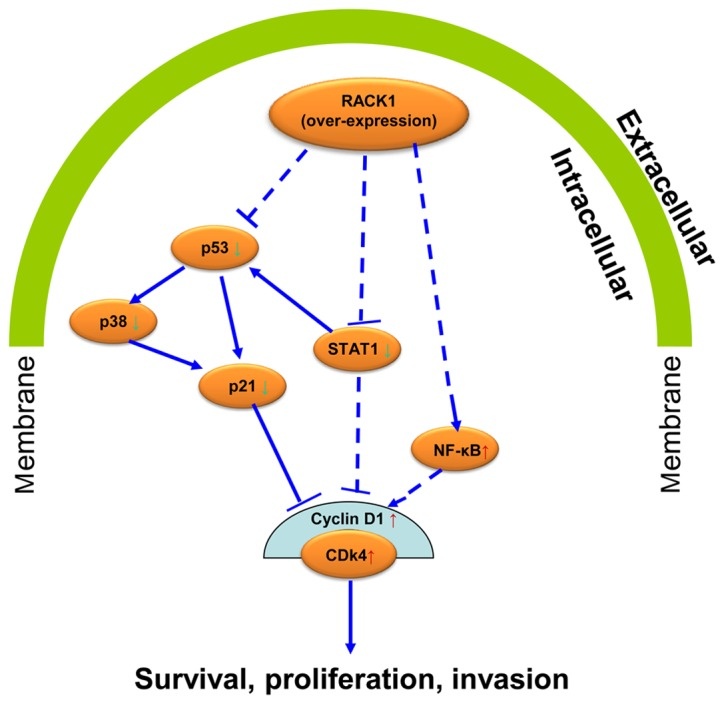 RACK1
(over-expression)
Extracellular
Intracellular
p53↓
p38↓
STAT1↓
p21↓
Membrane
Membrane
NF-κB↑
Cyclin D1↑
CDk4↑
Survival, proliferation, invasion